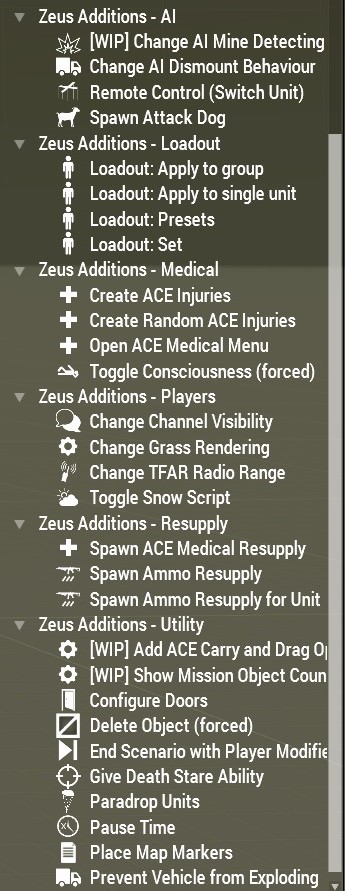 Zeus Additions - AI
[WIP] Change AI Mine Detecting
Change AI Dismount Behaviour
Remote Control (Switch Unit)
Spawn Attack Dog
Zeus Additions - Loadout
Loadout: Apply to group
Loadout: Apply to single unit
Loadout: Presets
Loadout: Set
Zeus Additions - Medical
Create ACE Injuries
Create Random ACE Injuries
Open ACE Medical Menu
Toggle Consciousness (forced)
Zeus Additions - Players
Change Channel Visibility
Change Grass Rendering
Change TFAR Radio Range
Toggle Snow Script
Zeus Additions - Resupply
Spawn ACE Medical Resupply
Spawn Ammo Resupply
Spawn Ammo Resupply for Unit
Zeus Additions - Utility
[WIP] Add ACE Carry and Drag O
[WIP] Show Mission Object Coun
Configure Doors
Delete Object (forced)
End Scenario with Player Modifie
Give Death Stare Ability
Paradrop Units
Pause Time
Place Map Markers
Prevent Vehicle from Exploding